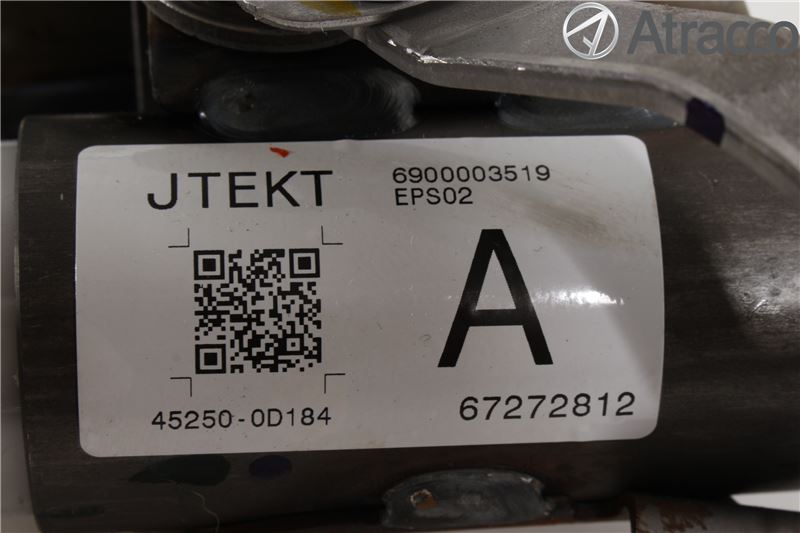 Atracco
JTEKT
6900003519
EPS02
A
45250-0D184
67272812